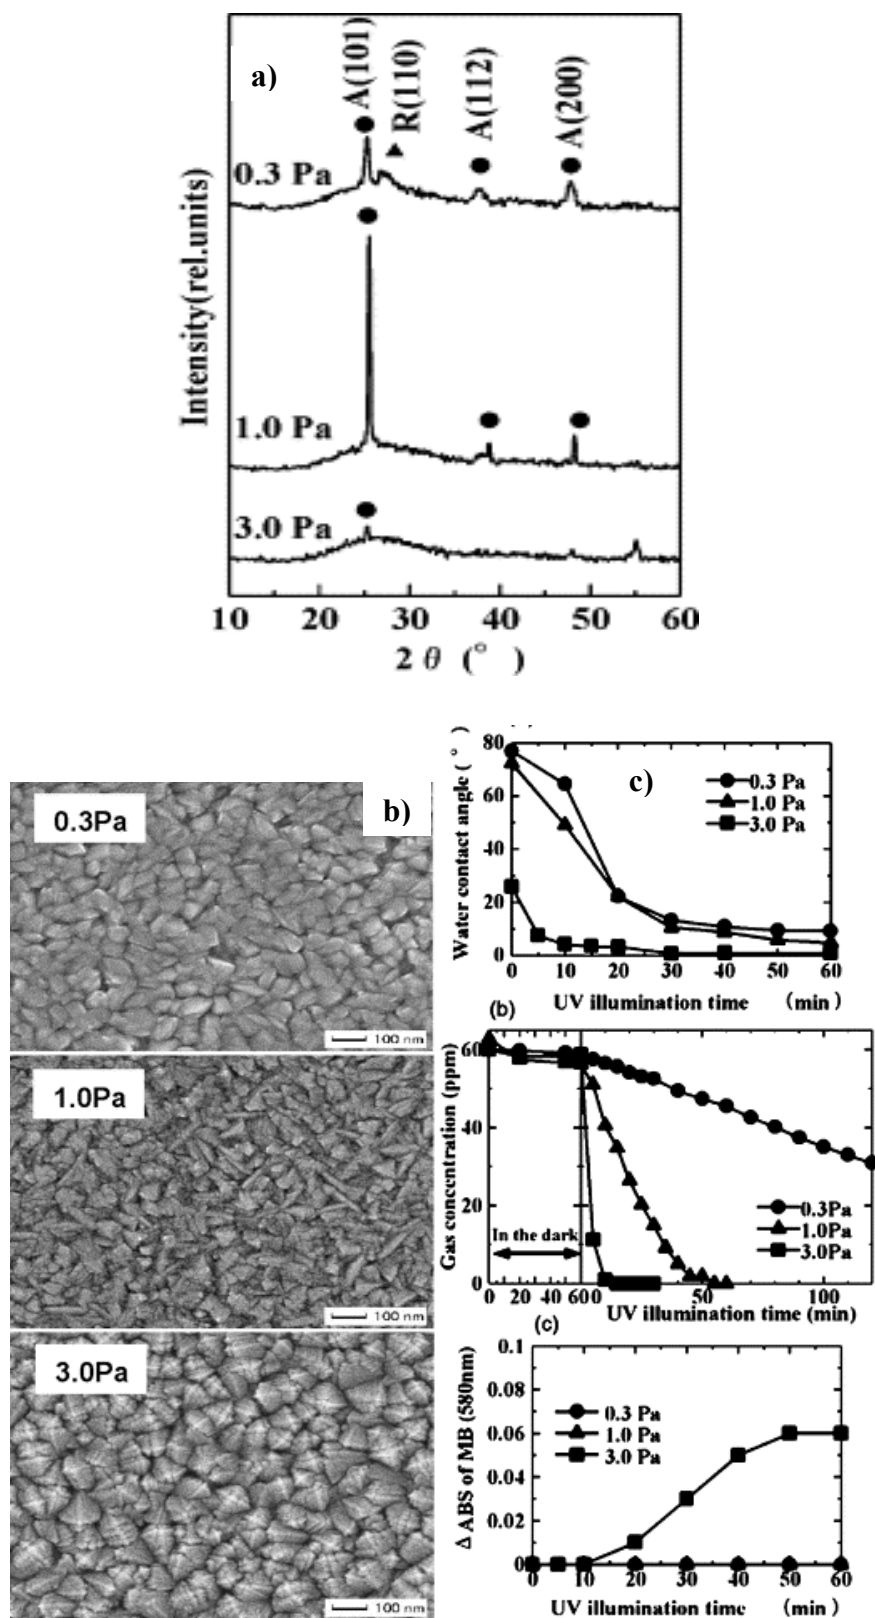 a)
A(101)
R(110)
A(112)
A(200)
0.3 Pa
1.0 Pa
3.0 Pa
Intensity(rel.units)
10 20 30 40 50 60
2 θ (°)
b)
0.3Pa
100 nm
1.0Pa
100 nm
3.0Pa
100 nm
c)
Water contact angle (°)
80
60
40
20
0
0.3 Pa
1.0 Pa
3.0 Pa
0 10 20 30 40 50 60
UV illumination time (min)
(b)
Gas concentration (ppm)
60
40
20
0
In the dark
0.3Pa
1.0Pa
3.0Pa
0 20 40 60 0 50 100
UV illumination time (min)
(c)
Δ ABS of MB (580nm)
0.1
0.08
0.06
0.04
0.02
0
0.3 Pa
1.0 Pa
3.0 Pa
0 10 20 30 40 50 60
UV illumination time (min)